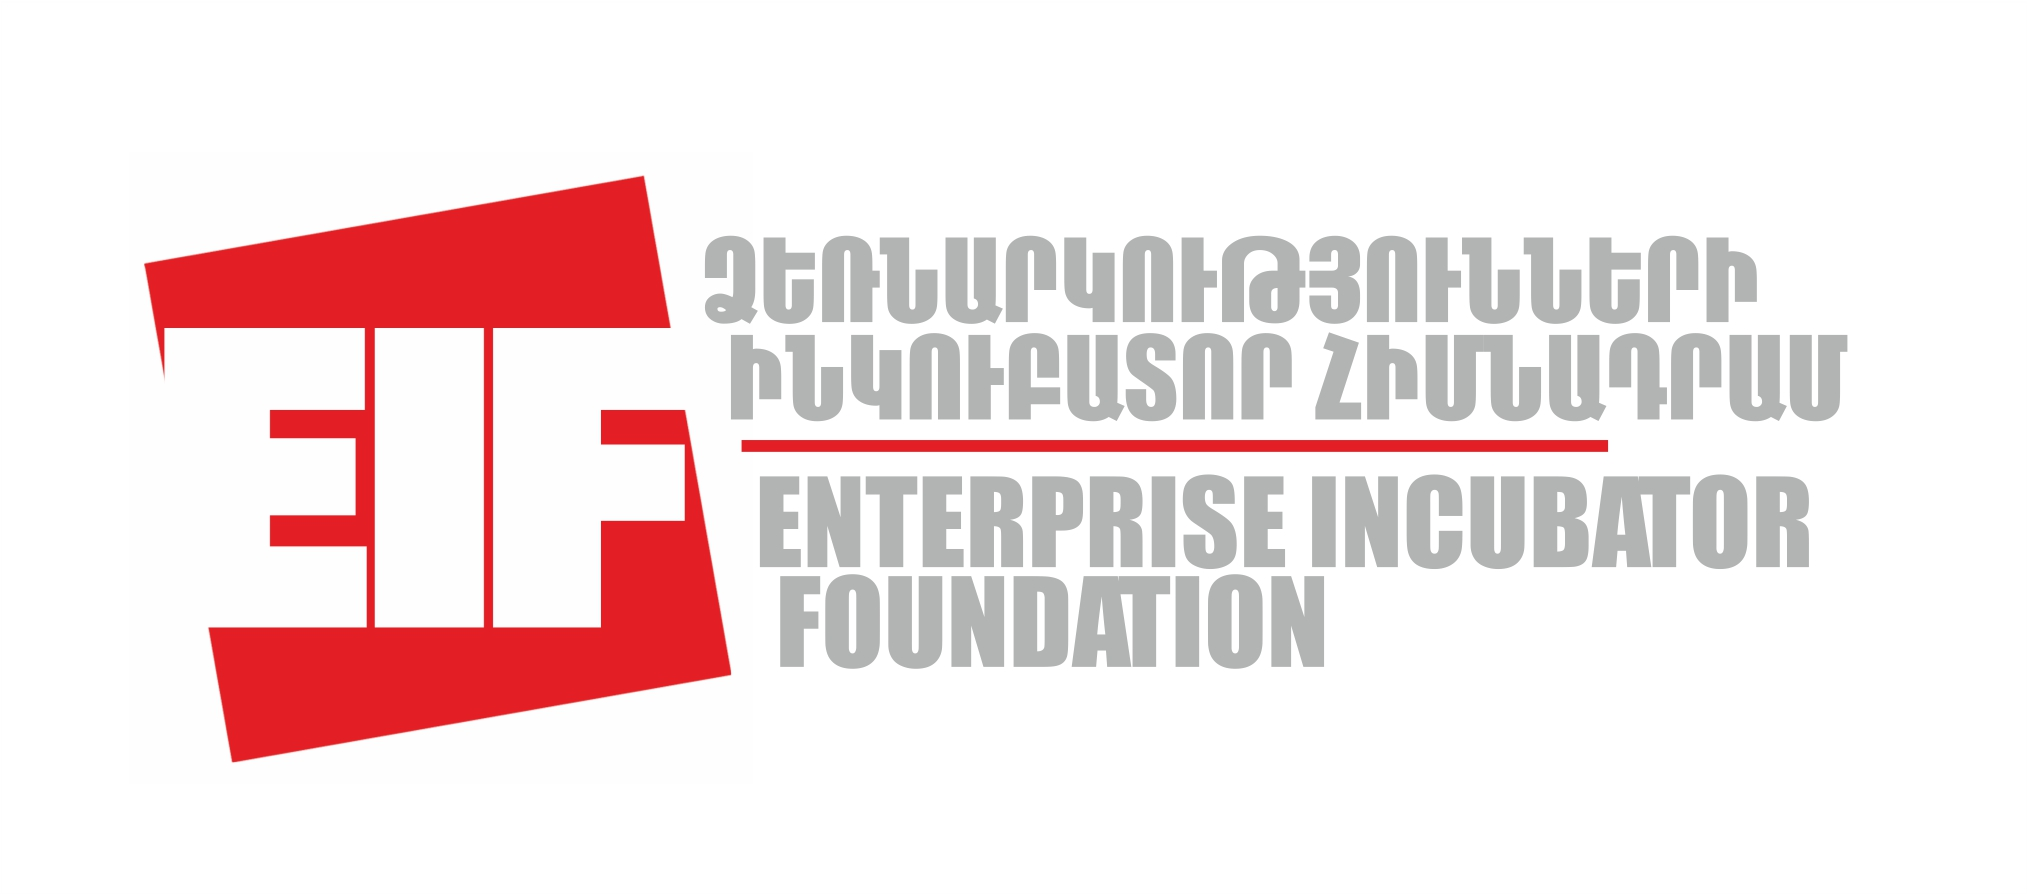 EIF
ՁԵՌՆԱՐԿՈՒԹՅՈՒՆՆԵՐԻ
ԻՆԿՈՒԲԱՏՈՐ ՀԻՄՆԱԴՐԱՄ
ENTERPRISE INCUBATOR
FOUNDATION